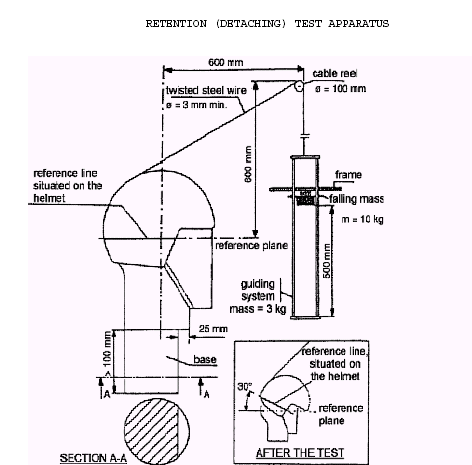 RETENTION (DETACHING) TEST APPARATUS
600 mm
cable reel
twisted steel wire
ø = 100 mm
ø = 3 mm min.
600 mm
reference line
situated on the
helmet
frame
falling mass
m = 10 kg
reference plane
500 mm
guiding
system
mass = 3 kg
25 mm
> 100 mm
base
reference line,
situated on
the helmet
30°
reference
plane
A
A
SECTION A-A
AFTER THE TEST